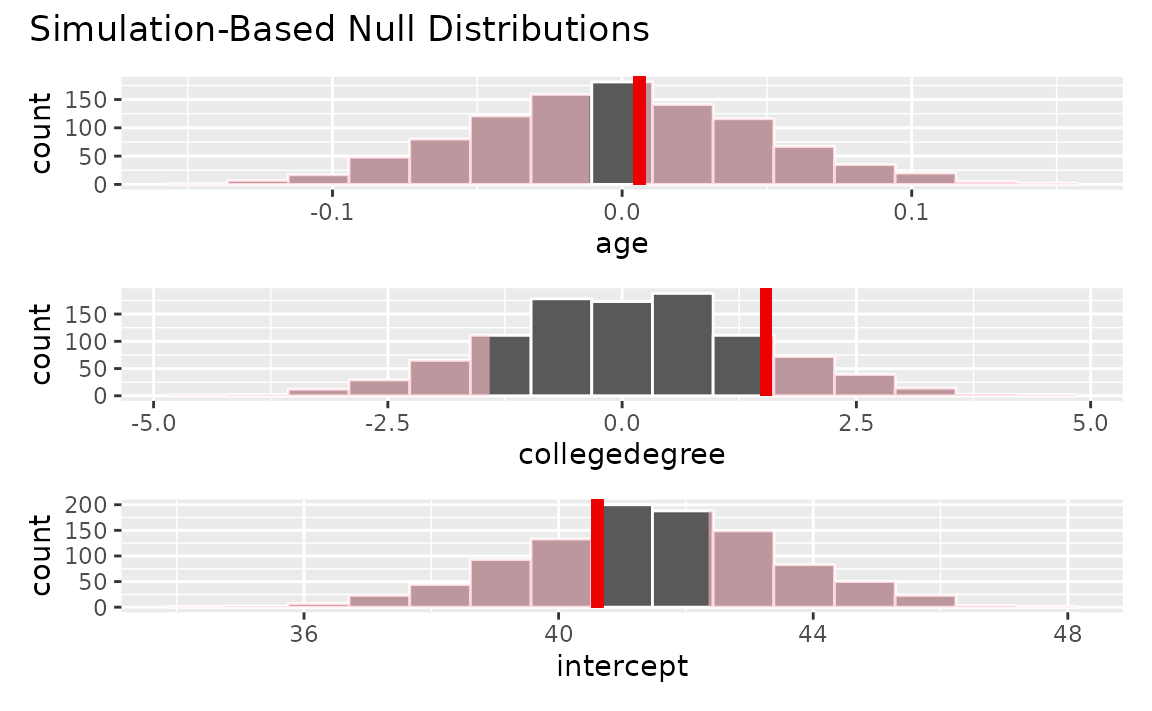 Simulation-Based Null Distributions
count
150
100
50
0
-0.1 0.0 0.1
age
count
150
100
50
0
-5.0 -2.5 0.0 2.5 5.0
collegedegree
count
200
150
100
50
0
36 40 44 48
intercept